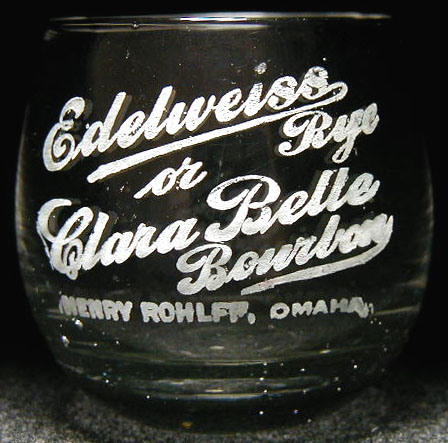 Edelweiss
Rye
or
Clara Belle
Bourbon
HENRY ROHLFF, OMAHA